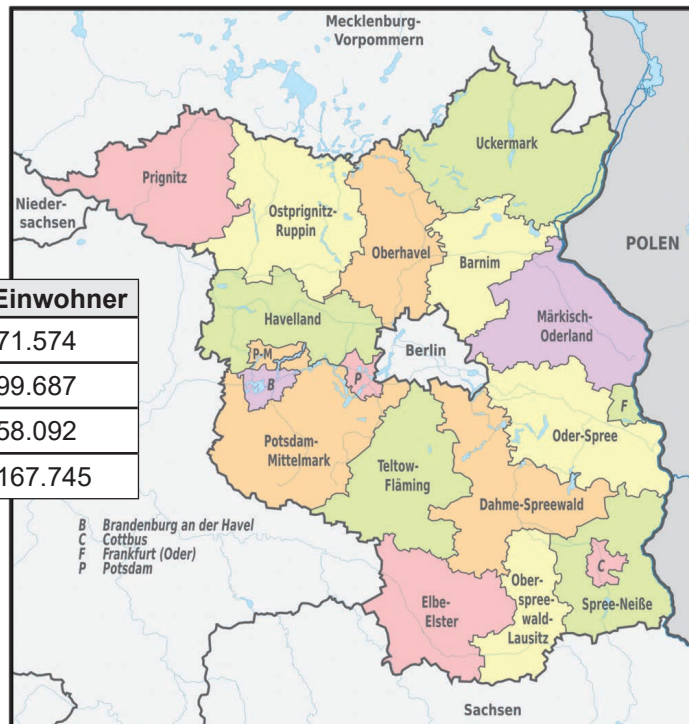 Mecklenburg-
Vorpommern
Uckermark
Prignitz
Nieder-
sachsen
Ostprignitz-
Ruppin
Oberhavel
Barnim
POLEN
Einwohner
71.574
99.687
58.092
167.745
Havelland
Märkisch-
Oderland
Berlin
P-M
P
B
F
Potsdam-
Mittelmark
Oder-Spree
Teltow-
Fläming
Dahme-Spreewald
B Brandenburg an der Havel
C Cottbus
F Frankfurt (Oder)
P Potsdam
C
Elbe-
Elster
Ober-
spree-
wald-
Lausitz
Spree-Neiße
Sachsen